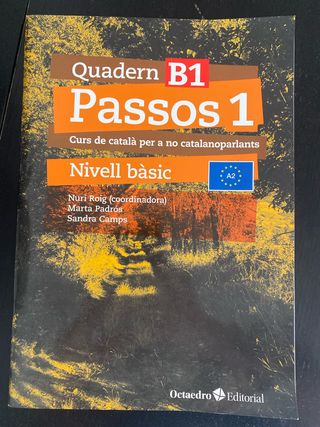 Quadern B1
Passos 1
Curs de català per a no catalanoparlants
Nivell bàsic
A2
Nuri Roig (coordinadora)
Marta Padrós
Sandra Camps
Octaedro Editorial